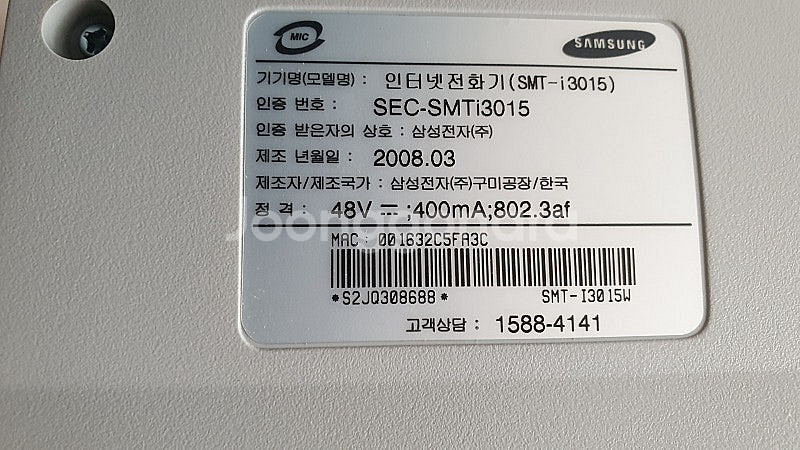 MIC
SAMSUNG
기기명(모델명) : 인터넷전화기(SMT-i3015)
인증 번호 : SEC-SMTi3015
인증 받은자의 상호 : 삼성전자(주)
제조 년월일 : 2008.03
제조자/제조국가 : 삼성전자(주)구미공장/한국
정 격 : 48V ⎓ ;400mA;802.3af
joonggonara
MAC : 001632C5FA3C
*S2JQ308688* SMT-I3015W
고객상담 : 1588-4141